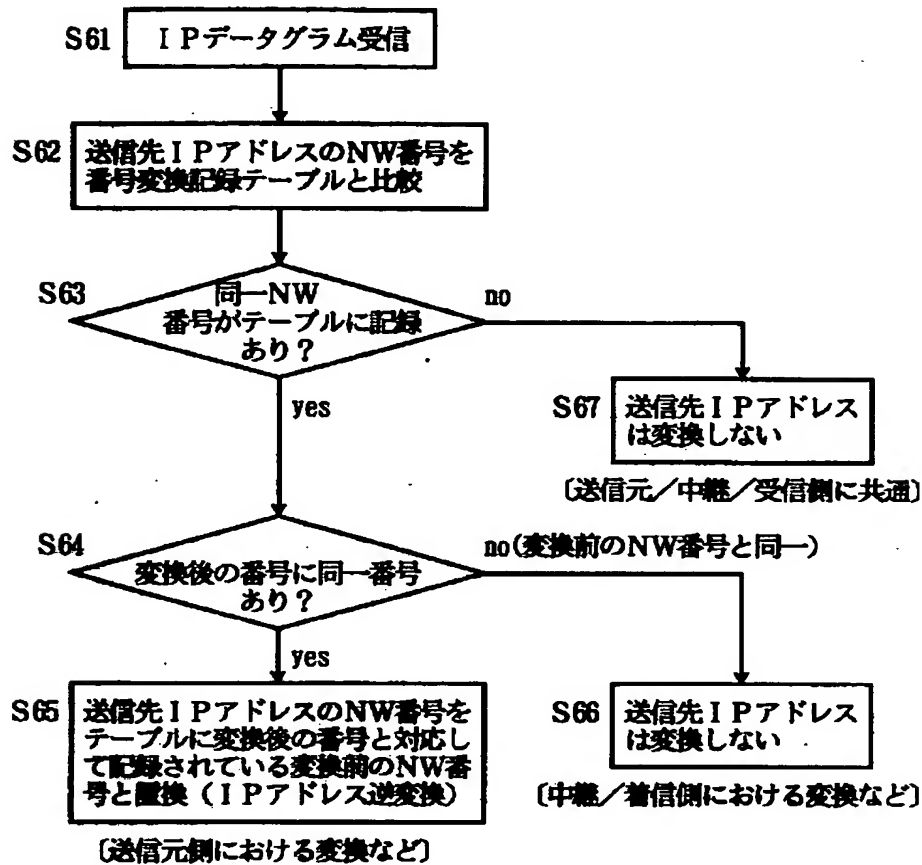 S61 IPデータグラム受信
S62 送信先IPアドレスのNW番号を
番号変換記録テーブルと比較
S63 同一NW
番号がテーブルに記録
あり？
no
yes
S67 送信先IPアドレス
は変換しない
〔送信元／中継／受信側に共通〕
S64 変換後の番号に同一番号
あり？
no(変換前のNW番号と同一)
yes
S65 送信先IPアドレスのNW番号を
テーブルに変換後の番号と対応し
て記録されている変換前のNW番
号と置換（IPアドレス逆変換）
〔送信元側における変換など〕
S66 送信先IPアドレス
は変換しない
〔中継／着信側における変換など〕